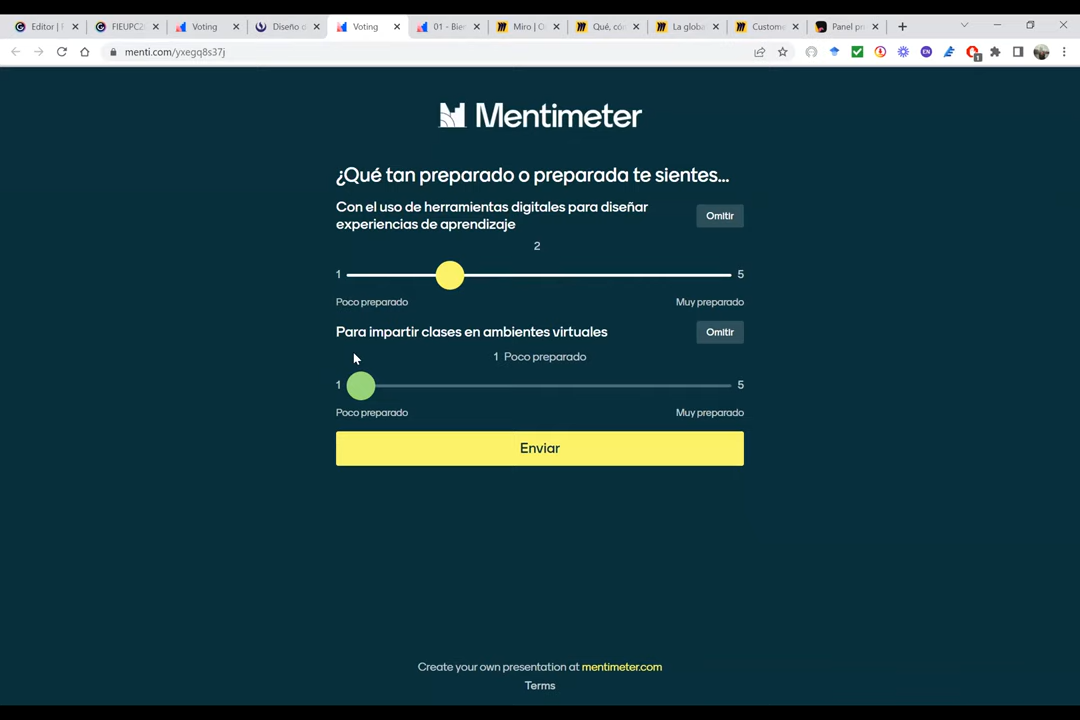 Editor |
FIEUPC2
Voting
Diseño d
Voting
01 - Bien
Miro | O
Qué, có
La globa
Custome
Panel pr
menti.com/yxegq8s37j
EN
1
Mentimeter
¿Qué tan preparado o preparada te sientes...
Con el uso de herramientas digitales para diseñar
experiencias de aprendizaje
Omitir
2
1
5
Poco preparado
Muy preparado
Para impartir clases en ambientes virtuales
Omitir
1 Poco preparado
1
5
Poco preparado
Muy preparado
Enviar
Create your own presentation at mentimeter.com
Terms